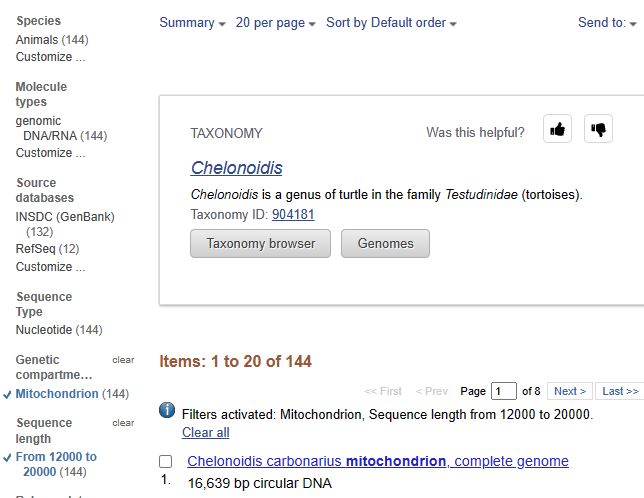 Species
Animals (144)
Customize ...
Molecule
types
genomic
DNA/RNA (144)
Customize ...
Source
databases
INSDC (GenBank)
(132)
RefSeq (12)
Customize ...
Sequence
Type
Nucleotide (144)
Genetic clear
compartme...
Mitochondrion (144)
Sequence clear
length
From 12000 to
20000 (144)
Summary 20 per page Sort by Default order Send to:
TAXONOMY Was this helpful?
Chelonoidis
Chelonoidis is a genus of turtle in the family Testudinidae (tortoises).
Taxonomy ID: 904181
Taxonomy browser Genomes
Items: 1 to 20 of 144
<< First < Prev Page 1 of 8 Next > Last >>
Filters activated: Mitochondrion, Sequence length from 12000 to 20000.
Clear all
Chelonoidis carbonarius mitochondrion, complete genome
1. 16,639 bp circular DNA